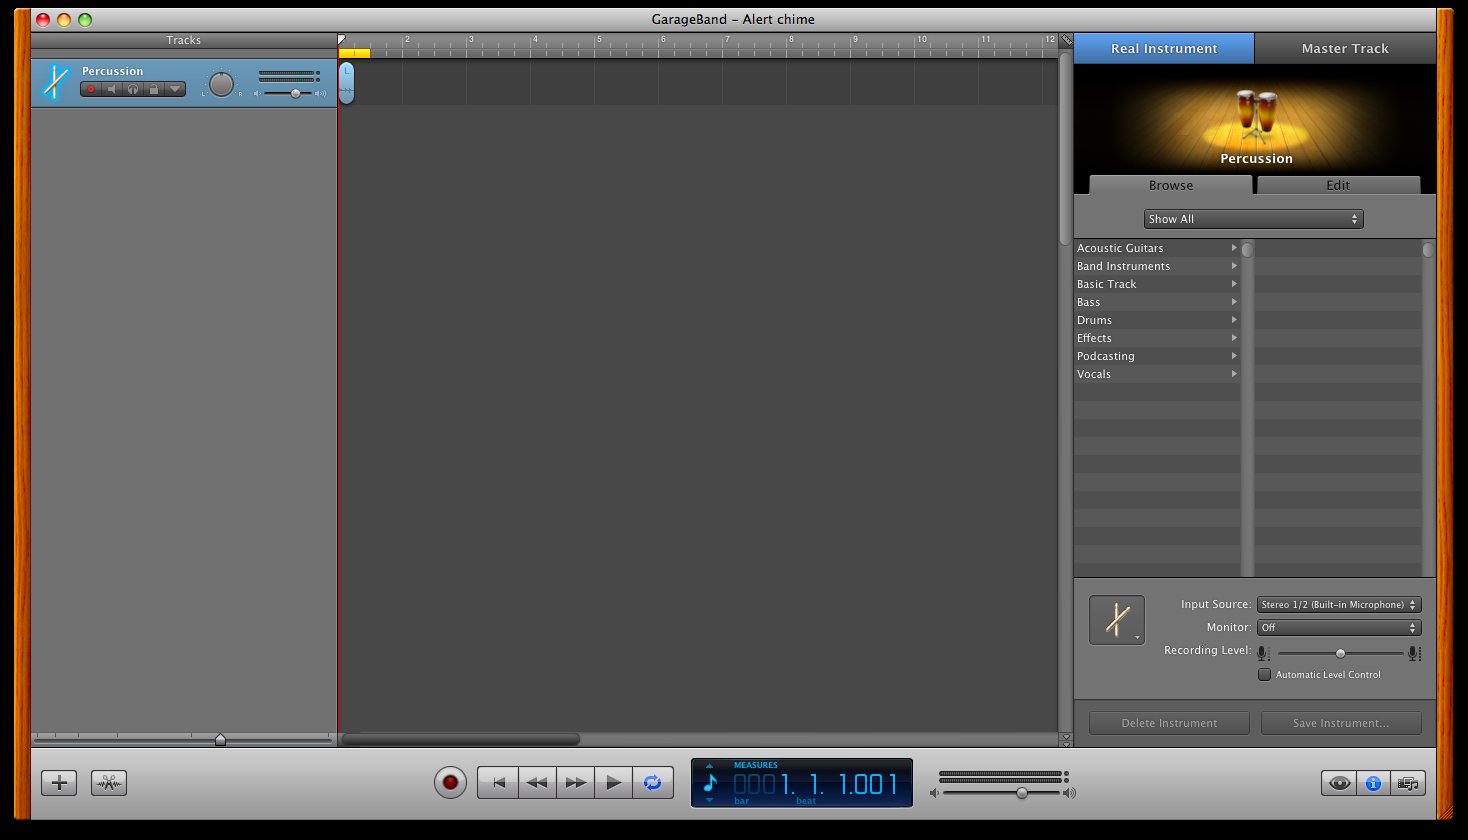 GarageBand – Alert chime
Tracks
2 3 4 5 6 7 8 9 10 11 12
Real Instrument
Master Track
Percussion
L R
L
Percussion
Browse
Edit
Show All
Acoustic Guitars
Band Instruments
Basic Track
Bass
Drums
Effects
Podcasting
Vocals
Input Source: Stereo 1/2 (Built-in Microphone)
Monitor: Off
Recording Level:
Automatic Level Control
Delete Instrument
Save Instrument...
MEASURES
0001. 1. 1.001
bar beat